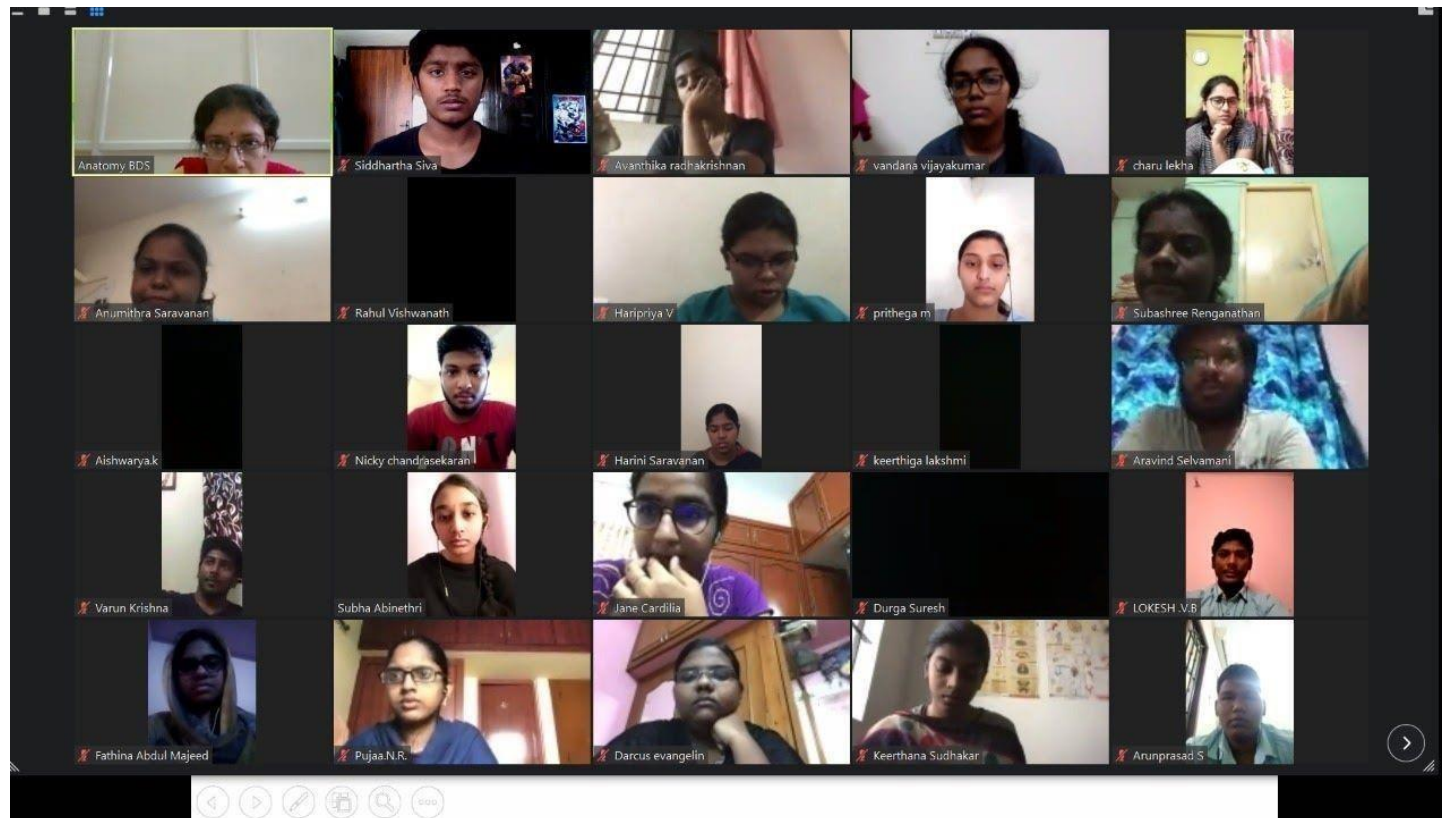 Anatomy BDS
Siddhartha Siva
Avanthika radhakrishnan
vandana vijayakumar
charu lekha
Anumithra Saravanan
Rahul Vishwanath
Haripriya V
prithega m
Subashree Renganathan
Aishwarya.k
Nicky chandrasekaran
Harini Saravanan
keerthiga lakshmi
Aravind Selvamani
Varun Krishna
Subha Abinethri
Jane Cardilia
Durga Suresh
LOKESH .V.B
Fathina Abdul Majeed
Pujaa.N.R.
Darcus evangelin
Keerthana Sudhakar
Arunprasad S